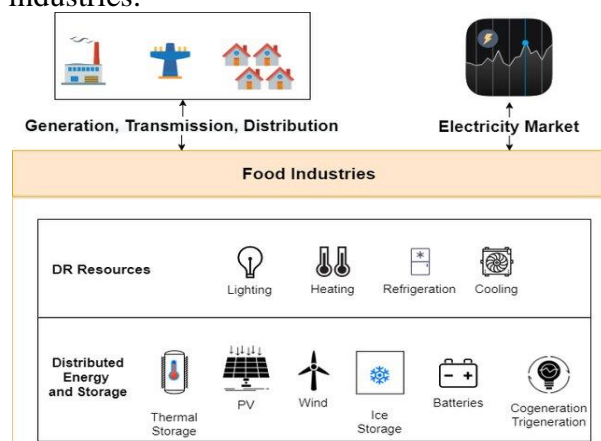 industries.
Generation, Transmission, Distribution
Electricity Market
Food Industries
DR Resources
Lighting
Heating
Refrigeration
Cooling
Distributed
Energy
and Storage
Thermal
Storage
PV
Wind
Ice
Storage
Batteries
Cogeneration
Trigeneration